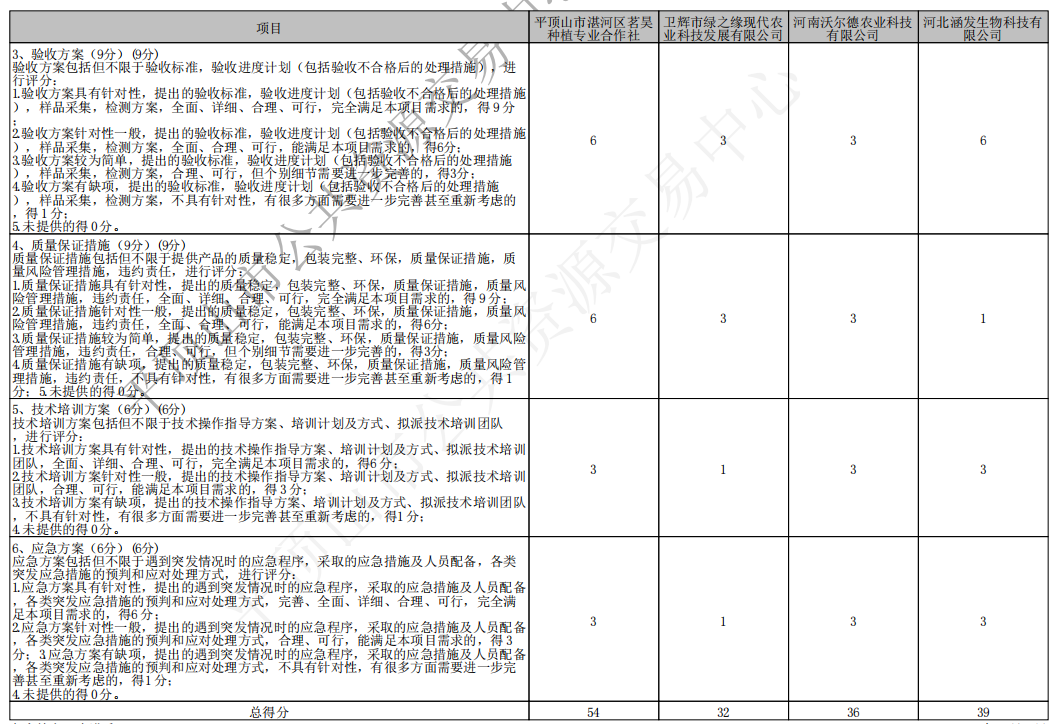 项目
平顶山市湛河区茗昊
种植专业合作社
卫辉市绿之缘现代农
业科技发展有限公司
河南沃尔德农业科技
有限公司
河北涵发生物科技有
限公司
3、验收方案（9分）(9分)
验收方案包括但不限于验收标准，验收进度计划（包括验收不合格后的处理措施），进
行评分：
1.验收方案具有针对性，提出的验收标准，验收进度计划（包括验收不合格后的处理措施
），样品采集，检测方案，全面、详细、合理、可行，完全满足本项目需求的，得 9 分
；
2.验收方案针对性一般，提出的验收标准，验收进度计划（包括验收不合格后的处理措施
），样品采集，检测方案，全面、合理、可行，能满足本项目需求的，得6分；
3.验收方案较为简单，提出的验收标准，验收进度计划（包括验收不合格后的处理措施
），样品采集，检测方案，合理、可行，但个别细节需要进一步完善的，得3分；
4.验收方案有缺项，提出的验收标准，验收进度计划（包括验收不合格后的处理措施
），样品采集，检测方案，不具有针对性，有很多方面需要进一步完善甚至重新考虑的
，得 1 分；
5.未提供的得 0 分。
6
3
3
6
4、质量保证措施（9分）(9分)
质量保证措施包括但不限于提供产品的质量稳定，包装完整、环保，质量保证措施，质
量风险管理措施，违约责任，进行评分：
1.质量保证措施具有针对性，提出的质量稳定，包装完整、环保，质量保证措施，质量风
险管理措施，违约责任，全面、详细、合理、可行，完全满足本项目需求的，得 9 分；
2.质量保证措施针对性一般，提出的质量稳定，包装完整、环保，质量保证措施，质量风
险管理措施，违约责任，全面、合理、可行，能满足本项目需求的，得6分；
3.质量保证措施较为简单，提出的质量稳定，包装完整、环保，质量保证措施，质量风险
管理措施，违约责任，合理、可行，但个别细节需要进一步完善的，得3分；
4.质量保证措施有缺项，提出的质量稳定，包装完整、环保，质量保证措施，质量风险管
理措施，违约责任，不具有针对性，有很多方面需要进一步完善甚至重新考虑的，得 1
分；5.未提供的得 0 分。
6
3
3
1
5、技术培训方案（6分）(6分)
技术培训方案包括但不限于技术操作指导方案、培训计划及方式、拟派技术培训团队
，进行评分：
1.技术培训方案具有针对性，提出的技术操作指导方案、培训计划及方式、拟派技术培训
团队，全面、详细、合理、可行，完全满足本项目需求的，得6 分；
2.技术培训方案针对性一般，提出的技术操作指导方案、培训计划及方式、拟派技术培训
团队，合理、可行，能满足本项目需求的，得 3 分；
3.技术培训方案有缺项，提出的技术操作指导方案、培训计划及方式、拟派技术培训团队
，不具有针对性，有很多方面需要进一步完善甚至重新考虑的，得1 分；
4.未提供的得 0 分。
3
1
3
3
6、应急方案（6分）(6分)
应急方案包括但不限于遇到突发情况时的应急程序，采取的应急措施及人员配备，各类
突发应急措施的预判和应对处理方式，进行评分：
1.应急方案具有针对性，提出的遇到突发情况时的应急程序，采取的应急措施及人员配备
，各类突发应急措施的预判和应对处理方式，完善、全面、详细、合理、可行，完全满
足本项目需求的，得6 分；
2.应急方案针对性一般，提出的遇到突发情况时的应急程序，采取的应急措施及人员配备
，各类突发应急措施的预判和应对处理方式，合理、可行，能满足本项目需求的，得 3
分；3.应急方案有缺项，提出的遇到突发情况时的应急程序，采取的应急措施及人员配备
，各类突发应急措施的预判和应对处理方式，不具有针对性，有很多方面需要进一步完
善甚至重新考虑的，得1 分；
4.未提供的得 0 分。
3
1
3
3
总得分
54
32
36
39
平顶山市公共资源交易中
平顶山市公共资源交易中心